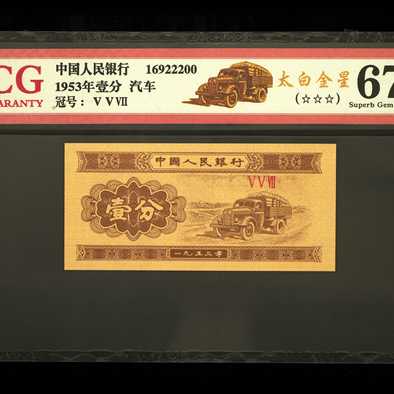 CG
ARANTY
中国人民银行 16922200
1953年壹分 汽车
冠号: V V Ⅶ
太白金星
(☆☆☆)
67
Superb Gem
中國人民銀行
V V Ⅶ
壹分
一九五三年